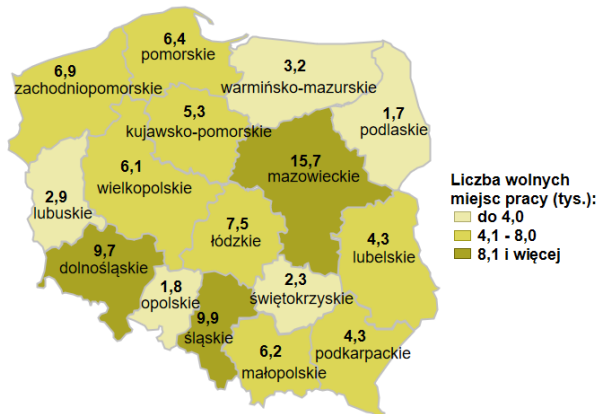 6,4
pomorskie
6,9
zachodniopomorskie
3,2
warmińsko-mazurskie
1,7
podlaskie
5,3
kujawsko-pomorskie
15,7
mazowieckie
6,1
wielkopolskie
2,9
lubuskie
7,5
łódzkie
4,3
lubelskie
9,7
dolnośląskie
1,8
opolskie
9,9
śląskie
2,3
świętokrzyskie
6,2
małopolskie
4,3
podkarpackie
Liczba wolnych
miejsc pracy (tys.):
do 4,0
4,1 - 8,0
8,1 i więcej